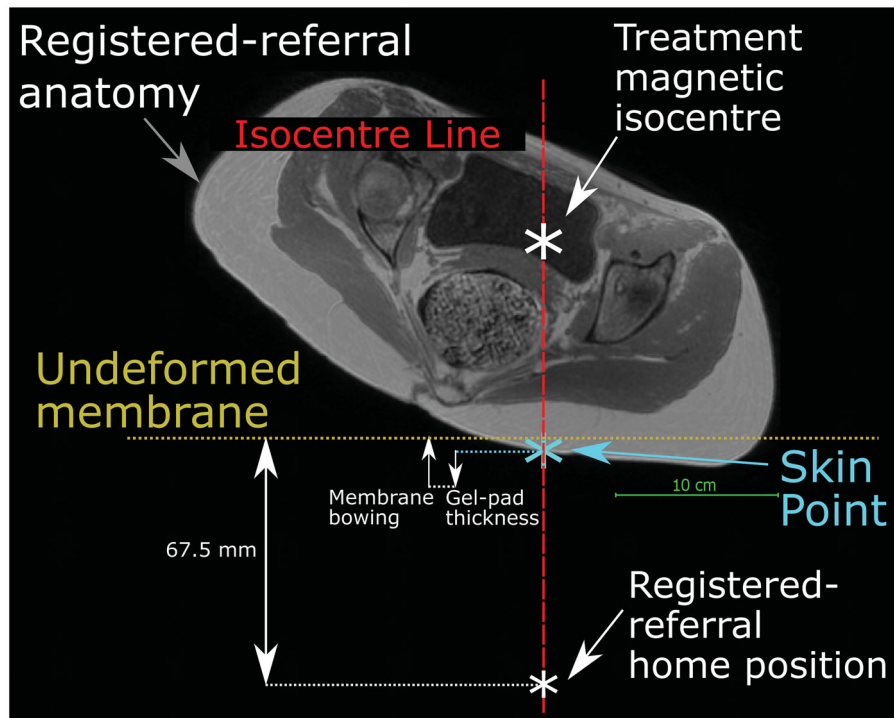 Registered-referral
anatomy
Isocentre Line
Treatment
magnetic
isocentre
Undeformed
membrane
Skin
Point
Membrane
bowing
Gel-pad
thickness
10 cm
67.5 mm
Registered-
referral
home position